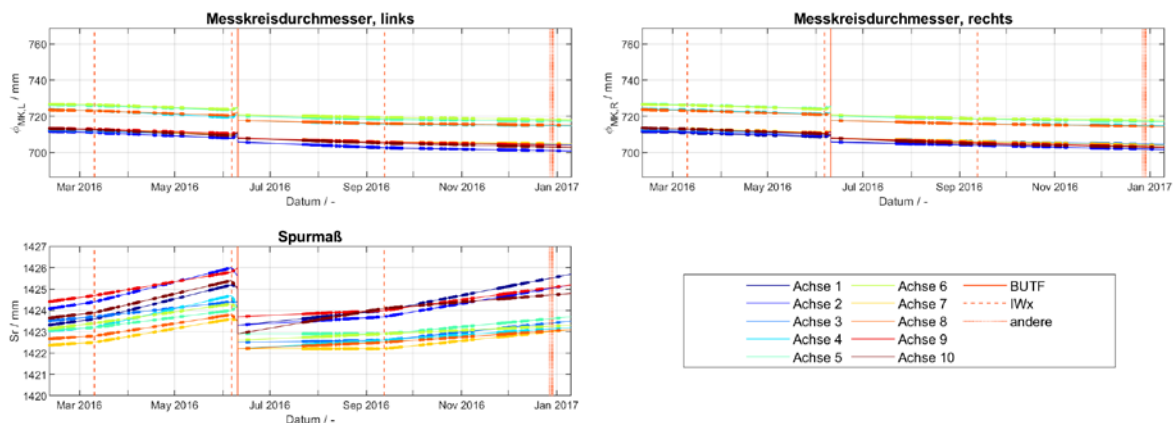 Messkreisdurchmesser, links
760
740
720
700
ϕMK,L / mm
Mar 2016 May 2016 Jul 2016 Sep 2016 Nov 2016 Jan 2017
Datum / -
Messkreisdurchmesser, rechts
760
740
720
700
ϕMK,R / mm
Mar 2016 May 2016 Jul 2016 Sep 2016 Nov 2016 Jan 2017
Datum / -
Spurmaß
1427
1426
1425
1424
1423
1422
1421
1420
Sr / mm
Mar 2016 May 2016 Jul 2016 Sep 2016 Nov 2016 Jan 2017
Datum / -
Achse 1
Achse 2
Achse 3
Achse 4
Achse 5
Achse 6
Achse 7
Achse 8
Achse 9
Achse 10
BUTF
IWx
andere